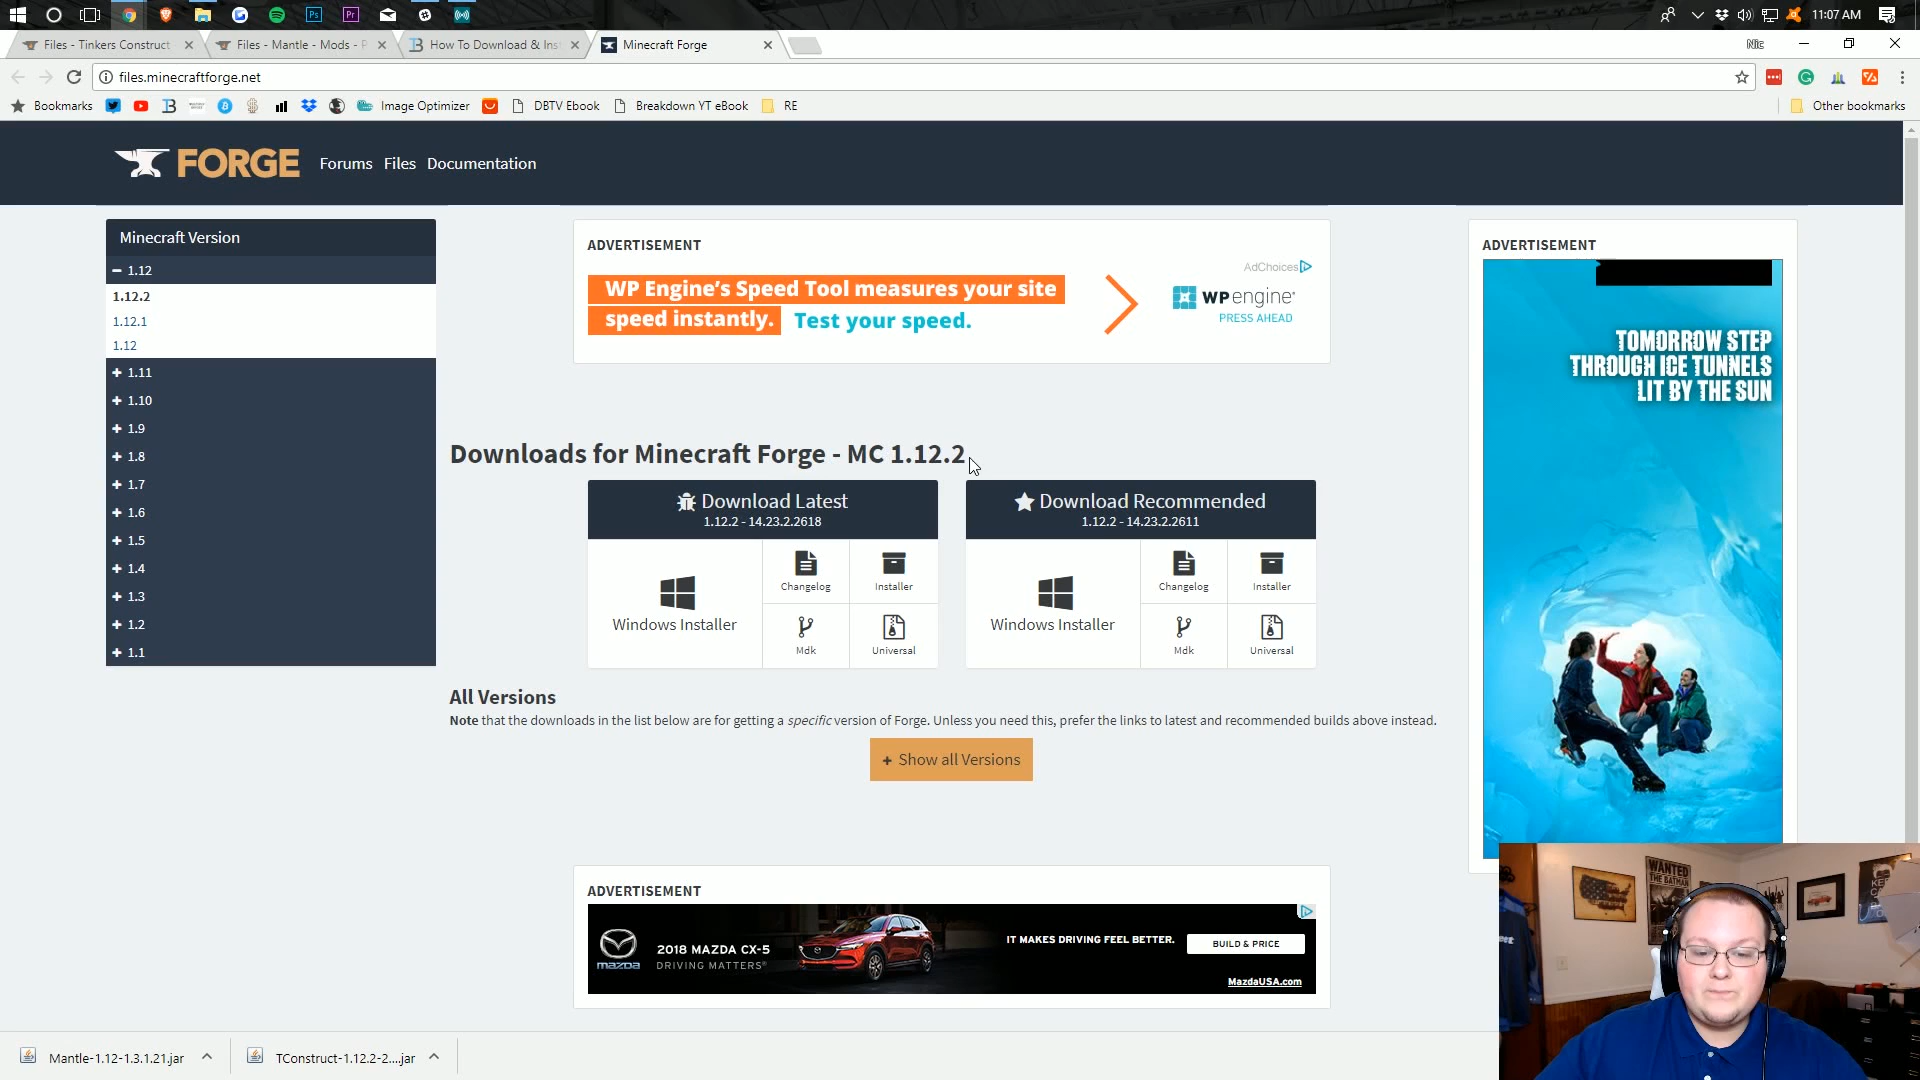 11:07 AM
Files - Tinkers Construct
Files - Mantle - Mods - P
How To Download & Inst
Minecraft Forge
Nic
files.minecraftforge.net
Bookmarks
Image Optimizer
DBTV Ebook
Breakdown YT eBook
RE
Other bookmarks
FORGE
Forums Files Documentation
Minecraft Version
1.12
1.12.2
1.12.1
1.12
1.11
1.10
1.9
1.8
1.7
1.6
1.5
1.4
1.3
1.2
1.1
ADVERTISEMENT
AdChoices
WP Engine’s Speed Tool measures your site
speed instantly. Test your speed.
WP engine
PRESS AHEAD
Downloads for Minecraft Forge - MC 1.12.2
Download Latest
1.12.2 - 14.23.2.2618
Windows Installer
Changelog
Installer
Mdk
Universal
Download Recommended
1.12.2 - 14.23.2.2611
Windows Installer
Changelog
Installer
Mdk
Universal
All Versions
Note that the downloads in the list below are for getting a specific version of Forge. Unless you need this, prefer the links to latest and recommended builds above instead.
+ Show all Versions
ADVERTISEMENT
mazda
2018 MAZDA CX-5
DRIVING MATTERS®
IT MAKES DRIVING FEEL BETTER.
BUILD & PRICE
MazdaUSA.com
ADVERTISEMENT
TOMORROW STEP
THROUGH ICE TUNNELS
LIT BY THE SUN
WANTED
THE BATMAN
Mantle-1.12-1.3.1.21.jar
TConstruct-1.12.2-2....jar